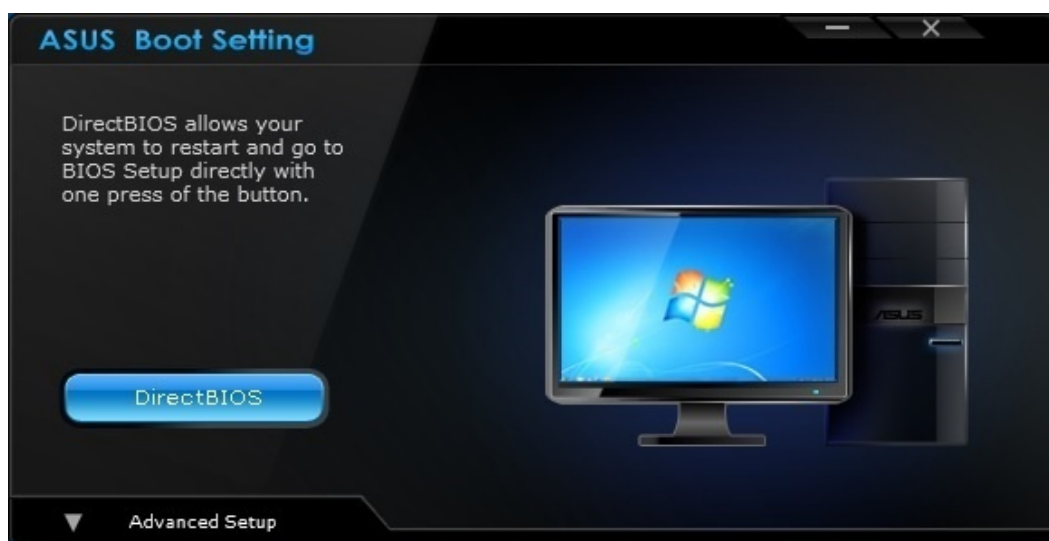 ASUS Boot Setting
DirectBIOS allows your
system to restart and go to
BIOS Setup directly with
one press of the button.
ASUS
DirectBIOS
Advanced Setup